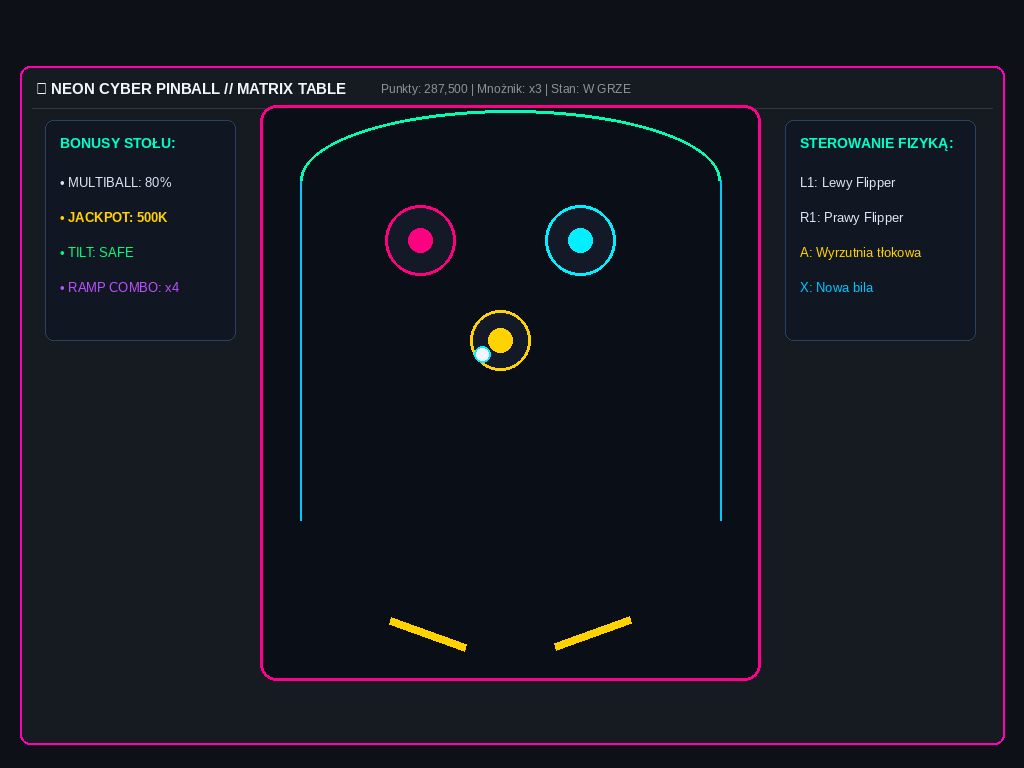 NEON CYBER PINBALL // MATRIX TABLE
Punkty: 287,500 | Mnożnik: x3 | Stan: W GRZE
BONUSY STOŁU:
• MULTIBALL: 80%
• JACKPOT: 500K
• TILT: SAFE
• RAMP COMBO: x4
STEROWANIE FIZYKĄ:
L1: Lewy Flipper
R1: Prawy Flipper
A: Wyrzutnia tłokowa
X: Nowa bila